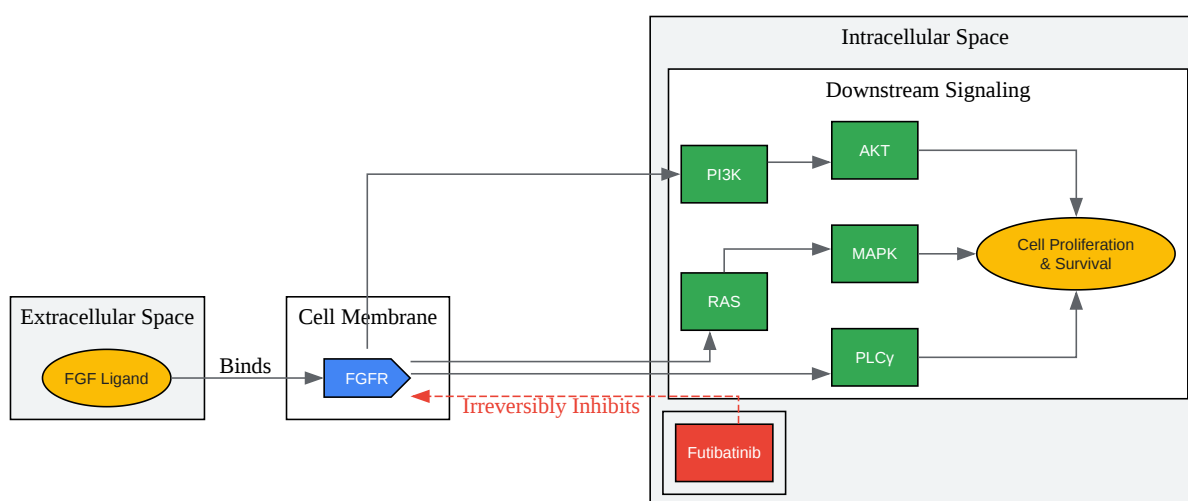 Intracellular Space
Downstream Signaling
AKT
PI3K
MAPK
Cell Proliferation
& Survival
RAS
Extracellular Space
Cell Membrane
PLCγ
Binds
FGF Ligand
FGFR
Irreversibly Inhibits
Futibatinib